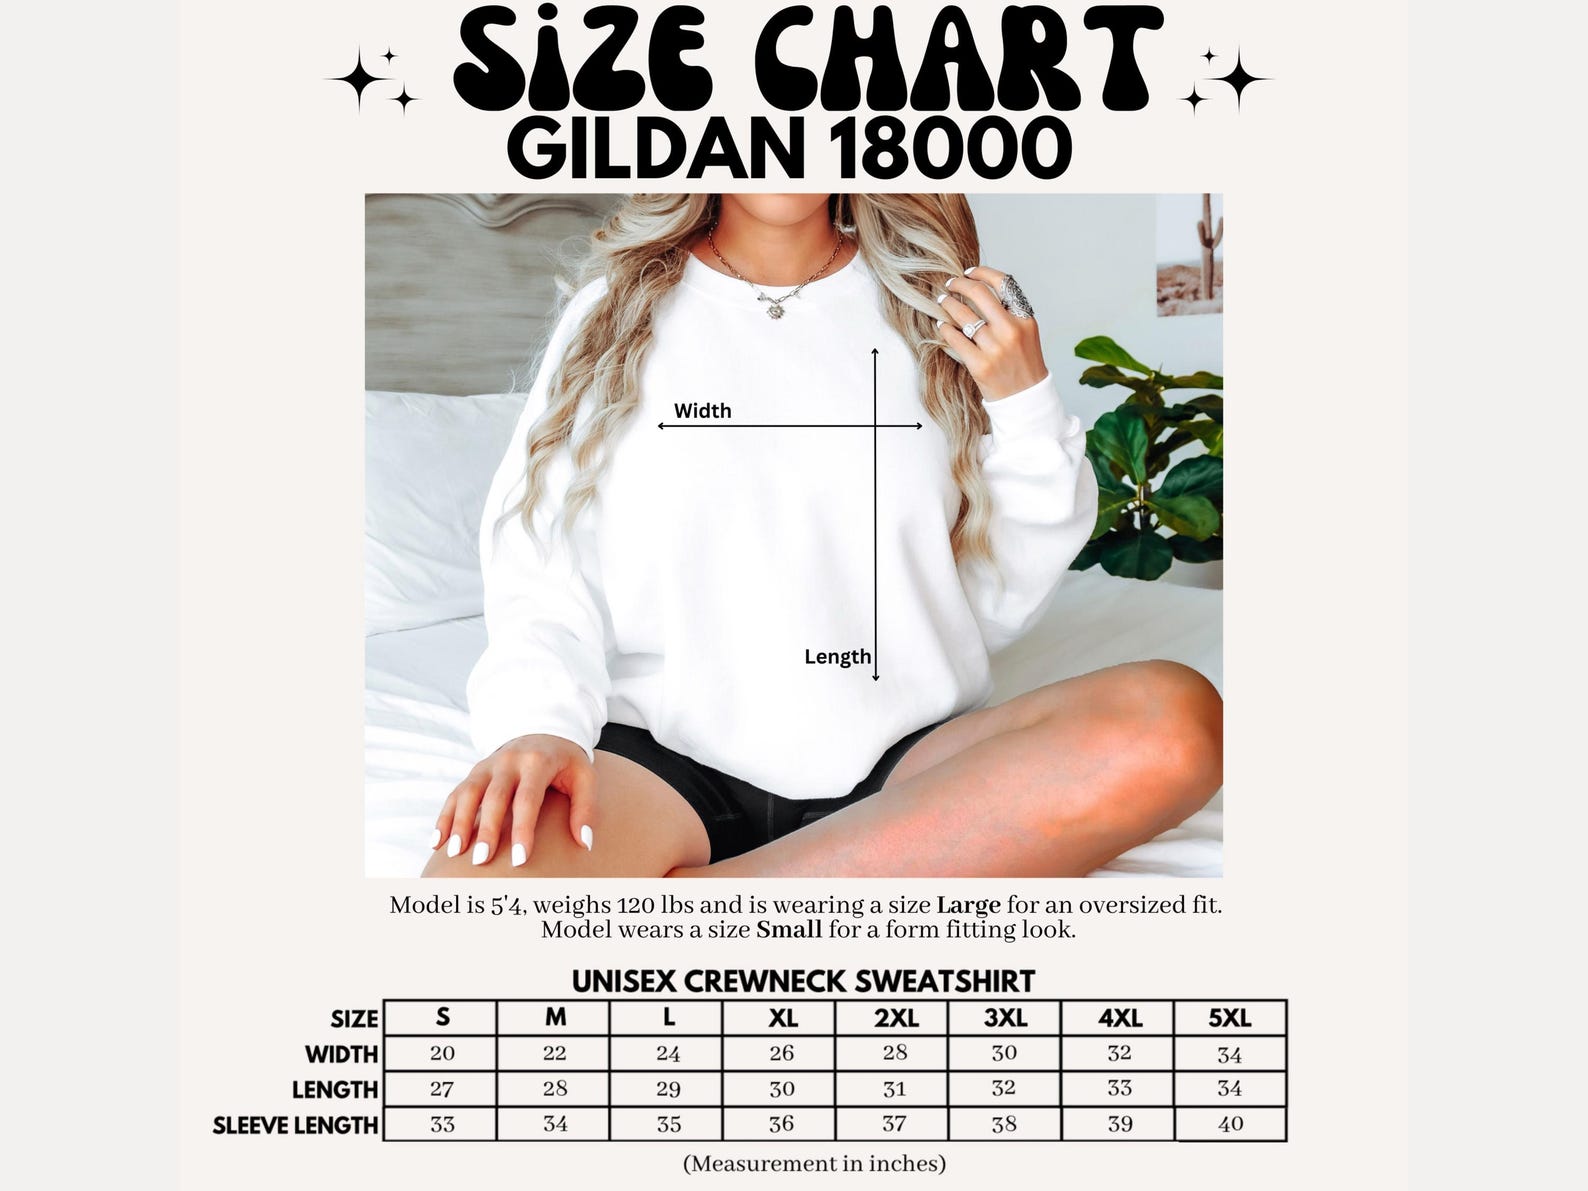 SiZE CHART
GILDAN 18000
Width
Length
Model is 5'4, weighs 120 lbs and is wearing a size Large for an oversized fit.
Model wears a size Small for a form fitting look.
UNISEX CREWNECK SWEATSHIRT
SIZE S M L XL 2XL 3XL 4XL 5XL
WIDTH 20 22 24 26 28 30 32 34
LENGTH 27 28 29 30 31 32 33 34
SLEEVE LENGTH 33 34 35 36 37 38 39 40
(Measurement in inches)